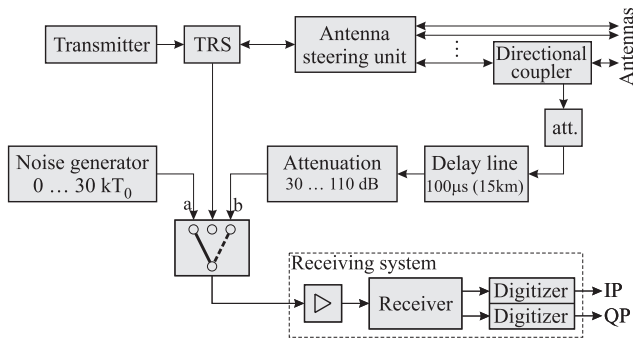 Transmitter
TRS
Antenna
steering unit
⋮
Directional
coupler
Antennas
att.
Noise generator
0 ... 30 kT₀
Attenuation
30 ... 110 dB
Delay line
100μs (15km)
a
b
Receiving system
Receiver
Digitizer
IP
Digitizer
QP